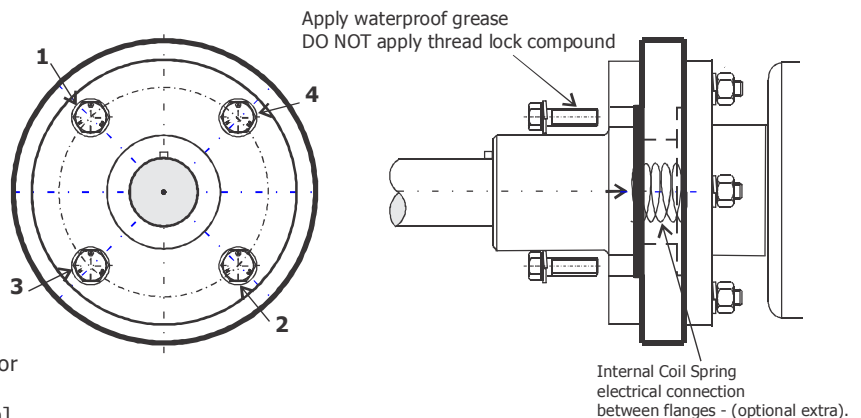 Apply waterproof grease
DO NOT apply thread lock compound
1
4
3
2
or
Internal Coil Spring
electrical connection
between flanges - (optional extra).